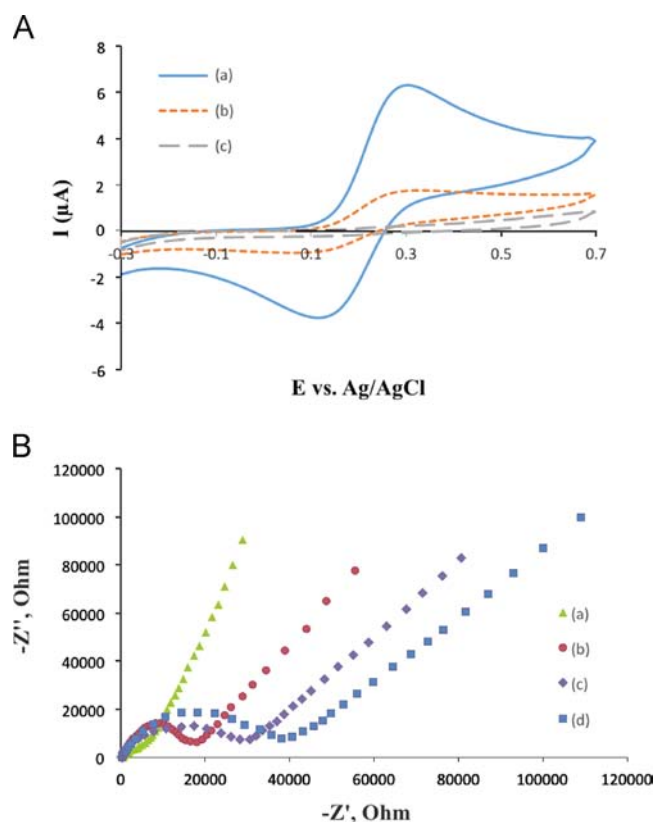 A
8
6
4
2
0
-2
-4
-6
-0.3 -0.1 0.1 0.3 0.5 0.7
(a)
(b)
(c)
I (µA)
E vs. Ag/AgCl
B
120000
100000
80000
60000
40000
20000
0
0 20000 40000 60000 80000 100000 120000
(a)
(b)
(c)
(d)
-Z'', Ohm
-Z', Ohm